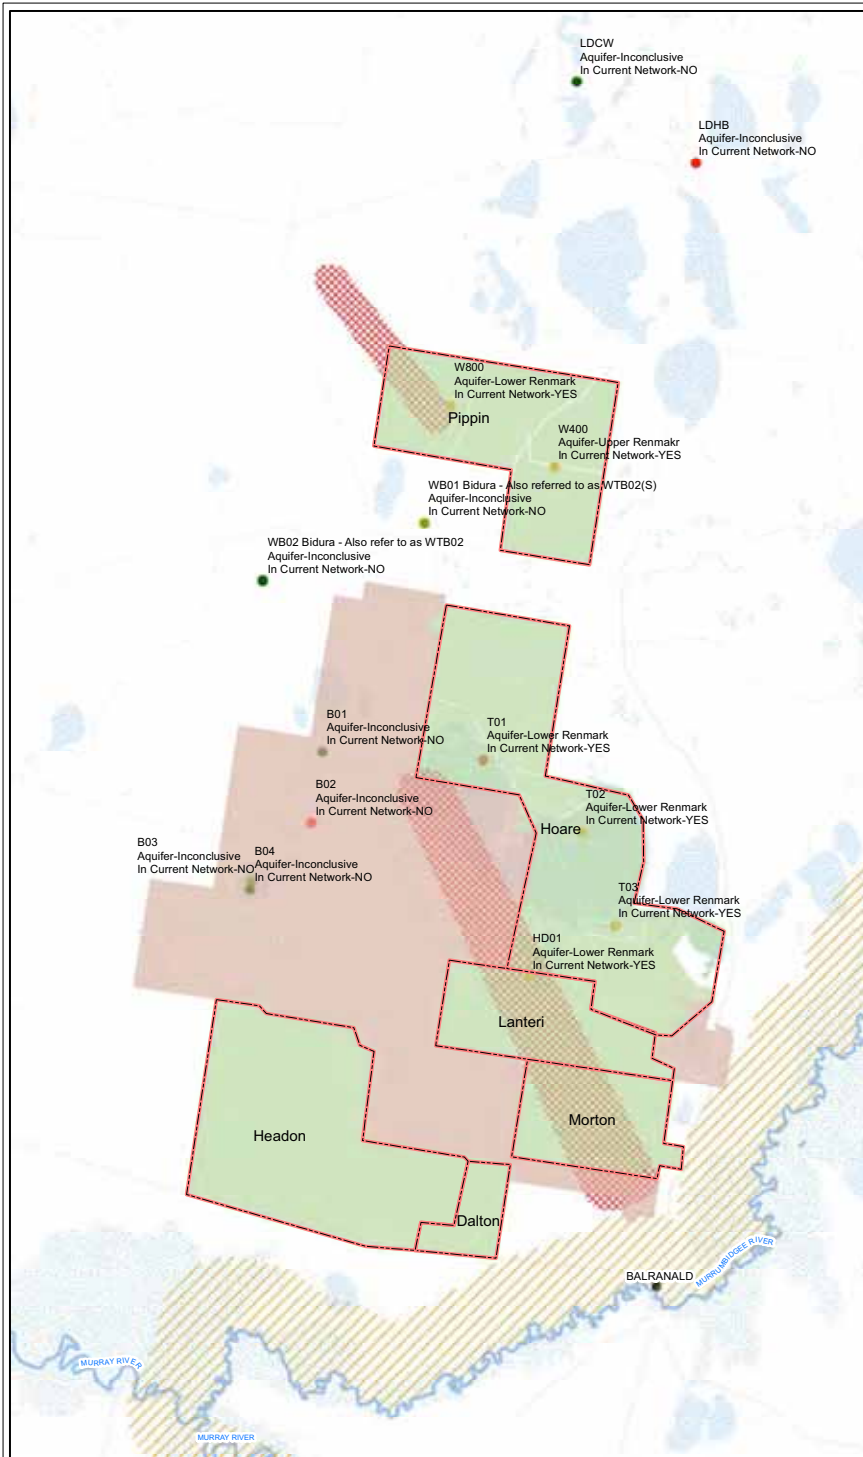 LDCW
Aquifer-Inconclusive
In Current Network-NO
LDHB
Aquifer-Inconclusive
In Current Network-NO
W800
Aquifer-Lower Renmark
In Current Network-YES
Pippin
W400
Aquifer-Upper Renmakr
In Current Network-YES
WB01 Bidura - Also referred to as WTB02(S)
Aquifer-Inconclusive
In Current Network-NO
WB02 Bidura - Also refer to as WTB02
Aquifer-Inconclusive
In Current Network-NO
B01
Aquifer-Inconclusive
In Current Network-NO
T01
Aquifer-Lower Renmark
In Current Network-YES
B02
Aquifer-Inconclusive
In Current Network-NO
T02
Aquifer-Lower Renmark
In Current Network-YES
Hoare
B03
Aquifer-Inconclusive
In Current Network-NO
B04
Aquifer-Inconclusive
In Current Network-NO
T03
Aquifer-Lower Renmark
In Current Network-YES
HD01
Aquifer-Lower Renmark
In Current Network-YES
Lanteri
Morton
Headon
Dalton
BALRANALD
MURRUMBIDGEE RIVER
MURRAY RIVER
MURRAY RIVER